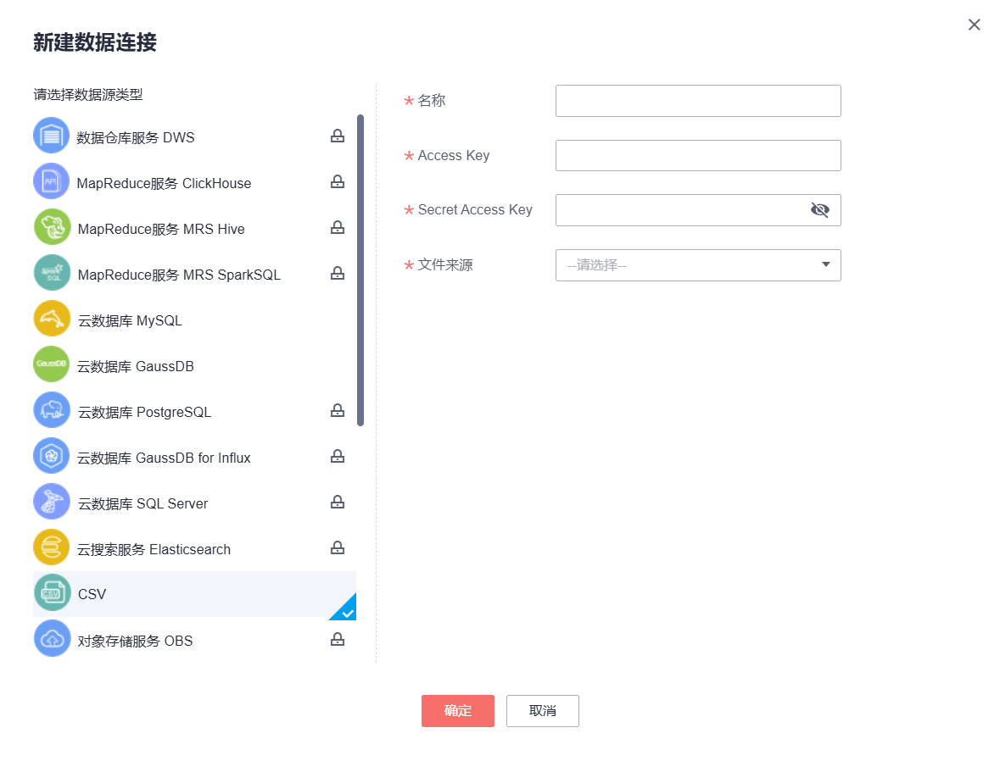 新建数据连接
请选择数据源类型
数据仓库服务 DWS
API
MapReduce服务 ClickHouse
MapReduce服务 MRS Hive
Spark
SQL
MapReduce服务 MRS SparkSQL
云数据库 MySQL
GaussDB
云数据库 GaussDB
云数据库 PostgreSQL
云数据库 GaussDB for Influx
云数据库 SQL Server
云搜索服务 Elasticsearch
CSV
CSV
对象存储服务 OBS
* 名称
* Access Key
* Secret Access Key
* 文件来源
--请选择--
确定
取消